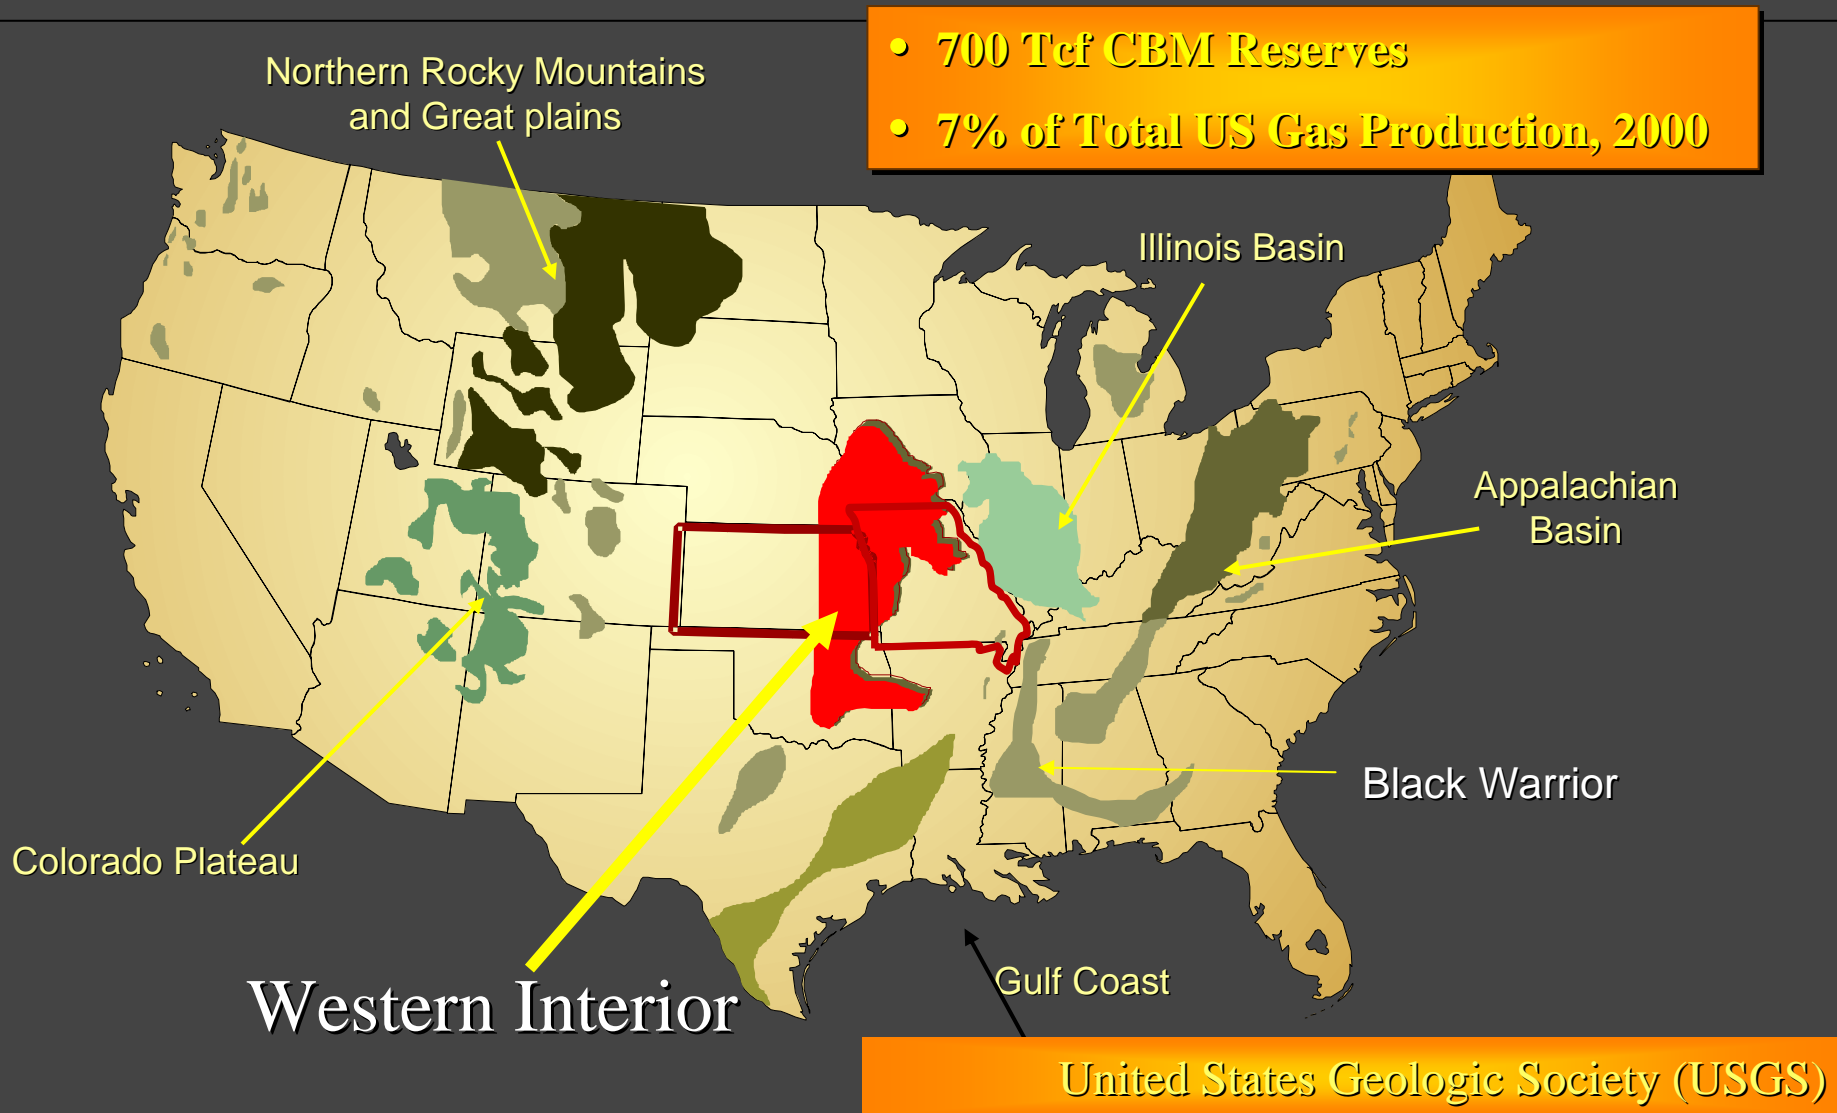 • 700 Tcf CBM Reserves
• 7% of Total US Gas Production, 2000
Northern Rocky Mountains
and Great plains
Illinois Basin
Appalachian
Basin
Black Warrior
Colorado Plateau
Western Interior
Gulf Coast
United States Geologic Society (USGS)